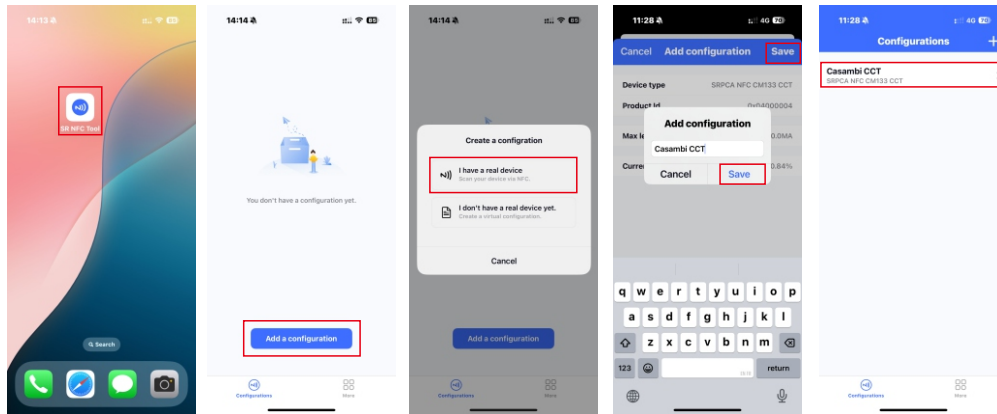 14:13
SR NFC Tool
Search
14:14
You don't have a configuration yet.
Add a configuration
Configurations
More
14:14
Create a configration
I have a real device
Scan your device via NFC.
I don't have a real device yet.
Create a virtual configuration.
Cancel
Add a configuration
Configurations
More
11:28
4G
Cancel
Add configuration
Save
Device type
SRPCA NFC CM133 CCT
Product id
0x04000004
Max le
0.0MA
Curre
0.84%
Add configuration
Casambi CCT
Cancel
Save
q w e r t y u i o p
a s d f g h j k l
z x c v b n m
123
return
11:28
4G
Configurations
+
Casambi CCT
SRPCA NFC CM133 CCT
Configurations
More